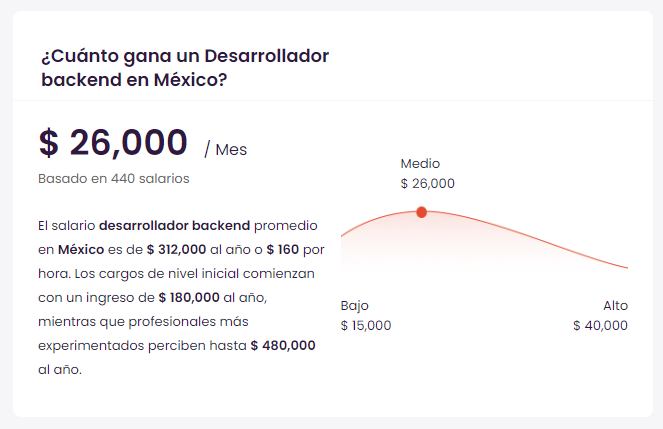 ¿Cuánto gana un Desarrollador
backend en México?
$ 26,000 / Mes
Basado en 440 salarios
El salario desarrollador backend promedio
en México es de $ 312,000 al año o $ 160 por
hora. Los cargos de nivel inicial comienzan
con un ingreso de $ 180,000 al año,
mientras que profesionales más
experimentados perciben hasta $ 480,000
al año.
Medio
$ 26,000
Bajo
$ 15,000
Alto
$ 40,000